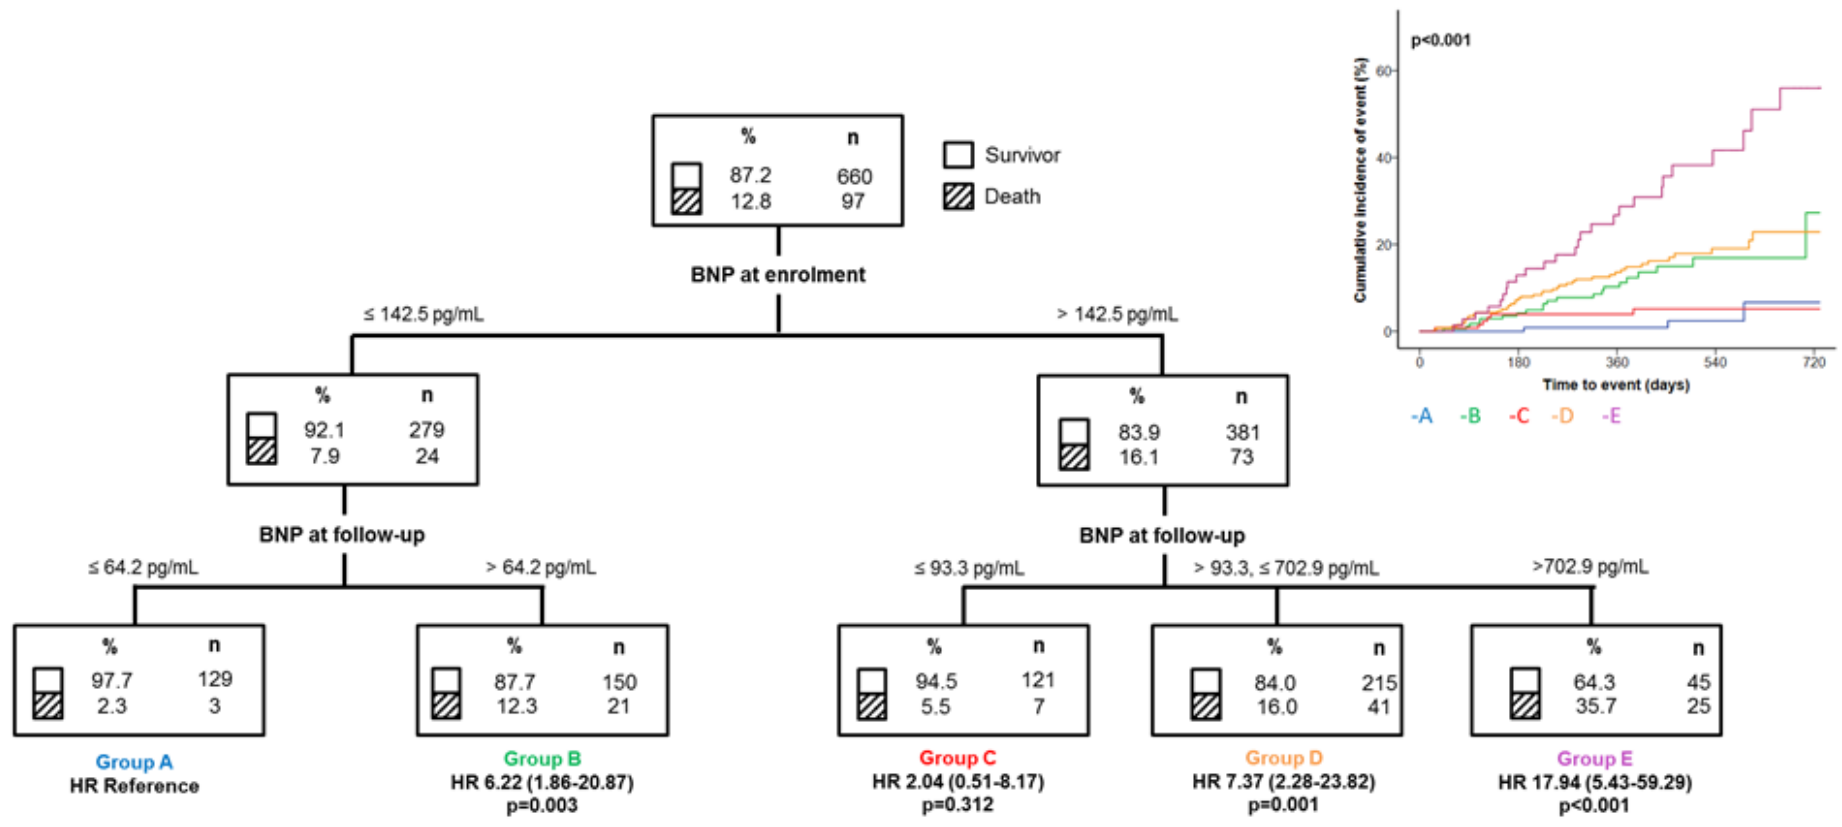 % n
87.2 660
12.8 97
Survivor
Death
BNP at enrolment
≤ 142.5 pg/mL
> 142.5 pg/mL
% n
92.1 279
7.9 24
% n
83.9 381
16.1 73
BNP at follow-up
≤ 64.2 pg/mL
> 64.2 pg/mL
BNP at follow-up
≤ 93.3 pg/mL
> 93.3, ≤ 702.9 pg/mL
>702.9 pg/mL
% n
97.7 129
2.3 3
Group A
HR Reference
% n
87.7 150
12.3 21
Group B
HR 6.22 (1.86-20.87)
p=0.003
% n
94.5 121
5.5 7
Group C
HR 2.04 (0.51-8.17)
p=0.312
% n
84.0 215
16.0 41
Group D
HR 7.37 (2.28-23.82)
p=0.001
% n
64.3 45
35.7 25
Group E
HR 17.94 (5.43-59.29)
p<0.001
p<0.001
Cumulative incidence of event (%)
60
40
20
0
0 180 360 540 720
Time to event (days)
-A -B -C -D -E